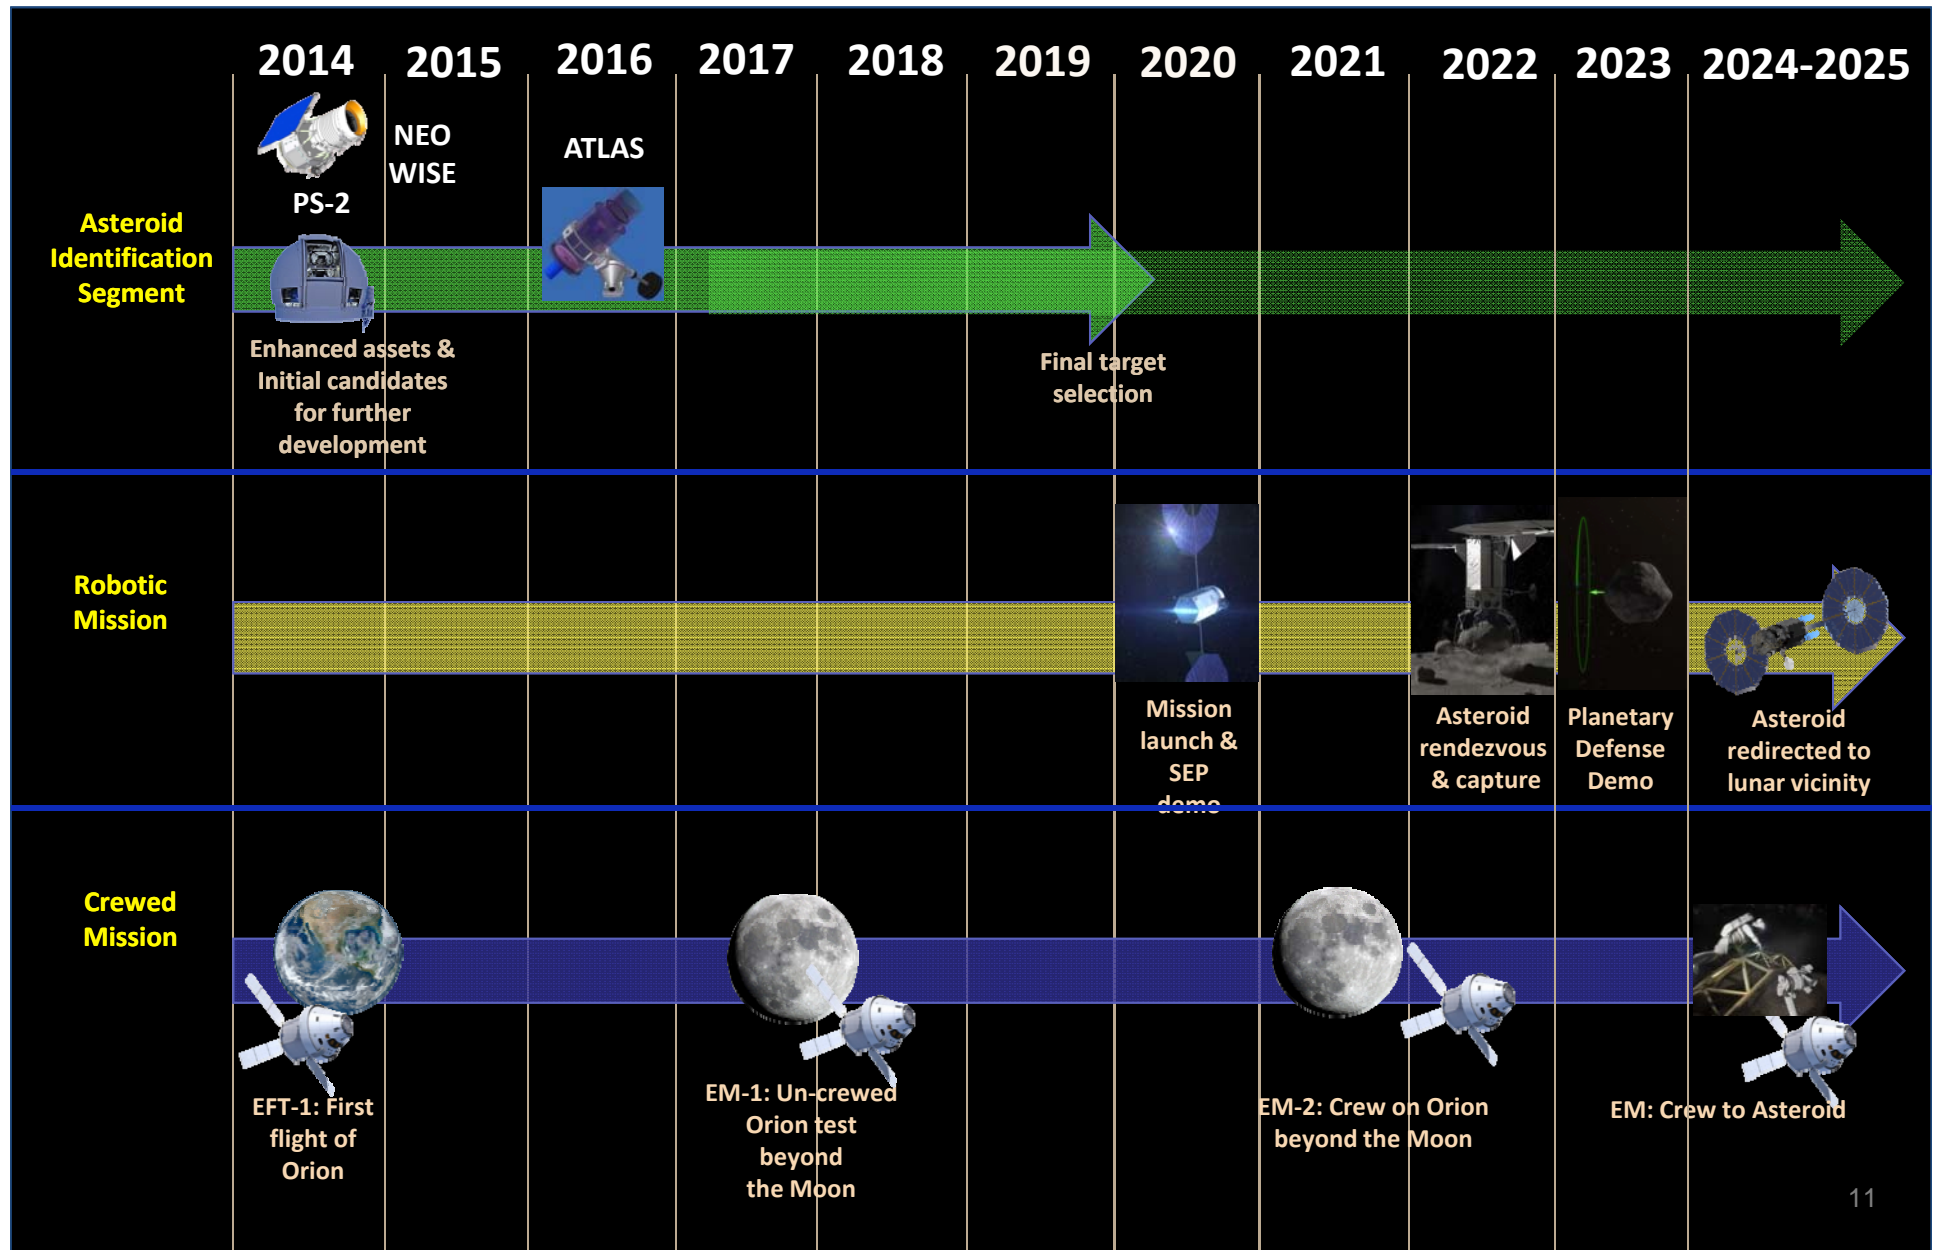 2014
2015
2016
2017
2018
2019
2020
2021
2022
2023
2024-2025
NEO
WISE
ATLAS
PS-2
Asteroid
Identification
Segment
Enhanced assets &
Initial candidates
for further
development
Final target
selection
Robotic
Mission
Mission
launch &
SEP
demo
Asteroid
rendezvous
& capture
Planetary
Defense
Demo
Asteroid
redirected to
lunar vicinity
Crewed
Mission
EFT-1: First
flight of
Orion
EM-1: Un-crewed
Orion test
beyond
the Moon
EM-2: Crew on Orion
beyond the Moon
EM: Crew to Asteroid
11